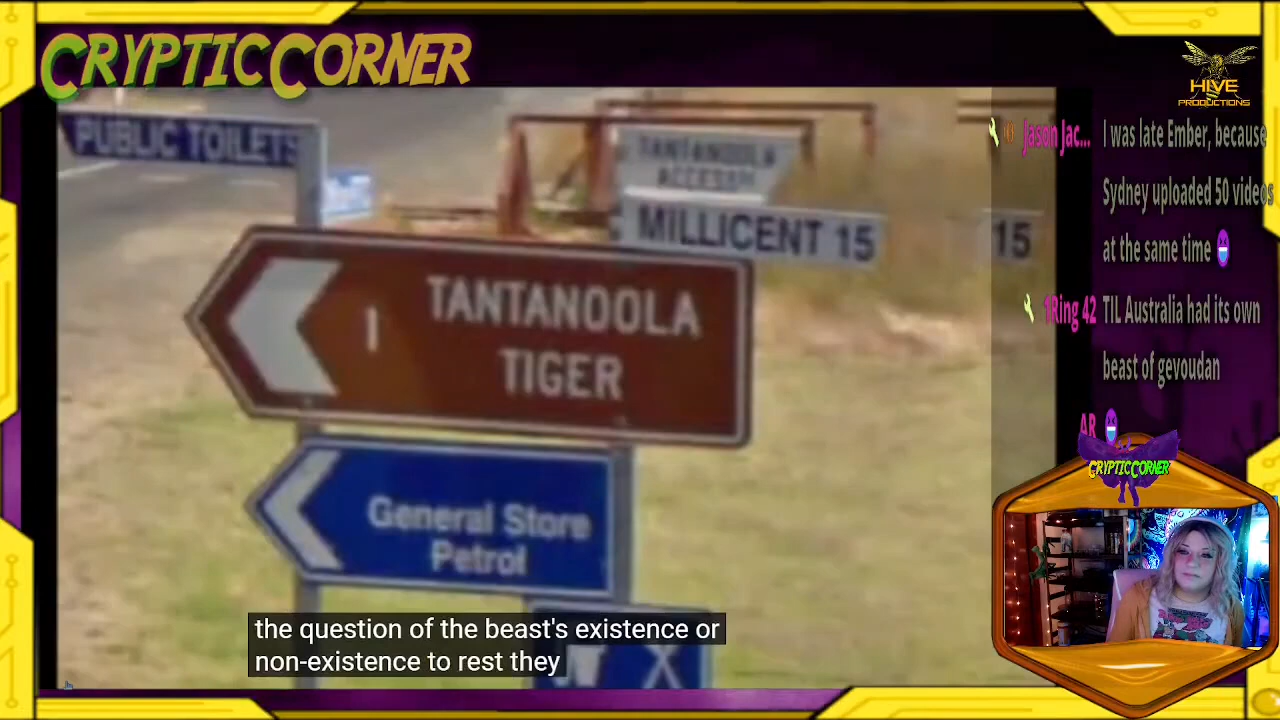 CRYPTIC CORNER
HIVE
PRODUCTIONS
PUBLIC TOILETS
TANTANOOLA
ACCESS
MILLICENT 15
15
1 TANTANOOLA
TIGER
General Store
Petrol
the question of the beast's existence or
non-existence to rest they
Jason Jac... I was late Ember, because
Sydney uploaded 50 videos
at the same time
1Ring 42 TIL Australia had its own
beast of gevoudan
AR
CRYPTIC CORNER